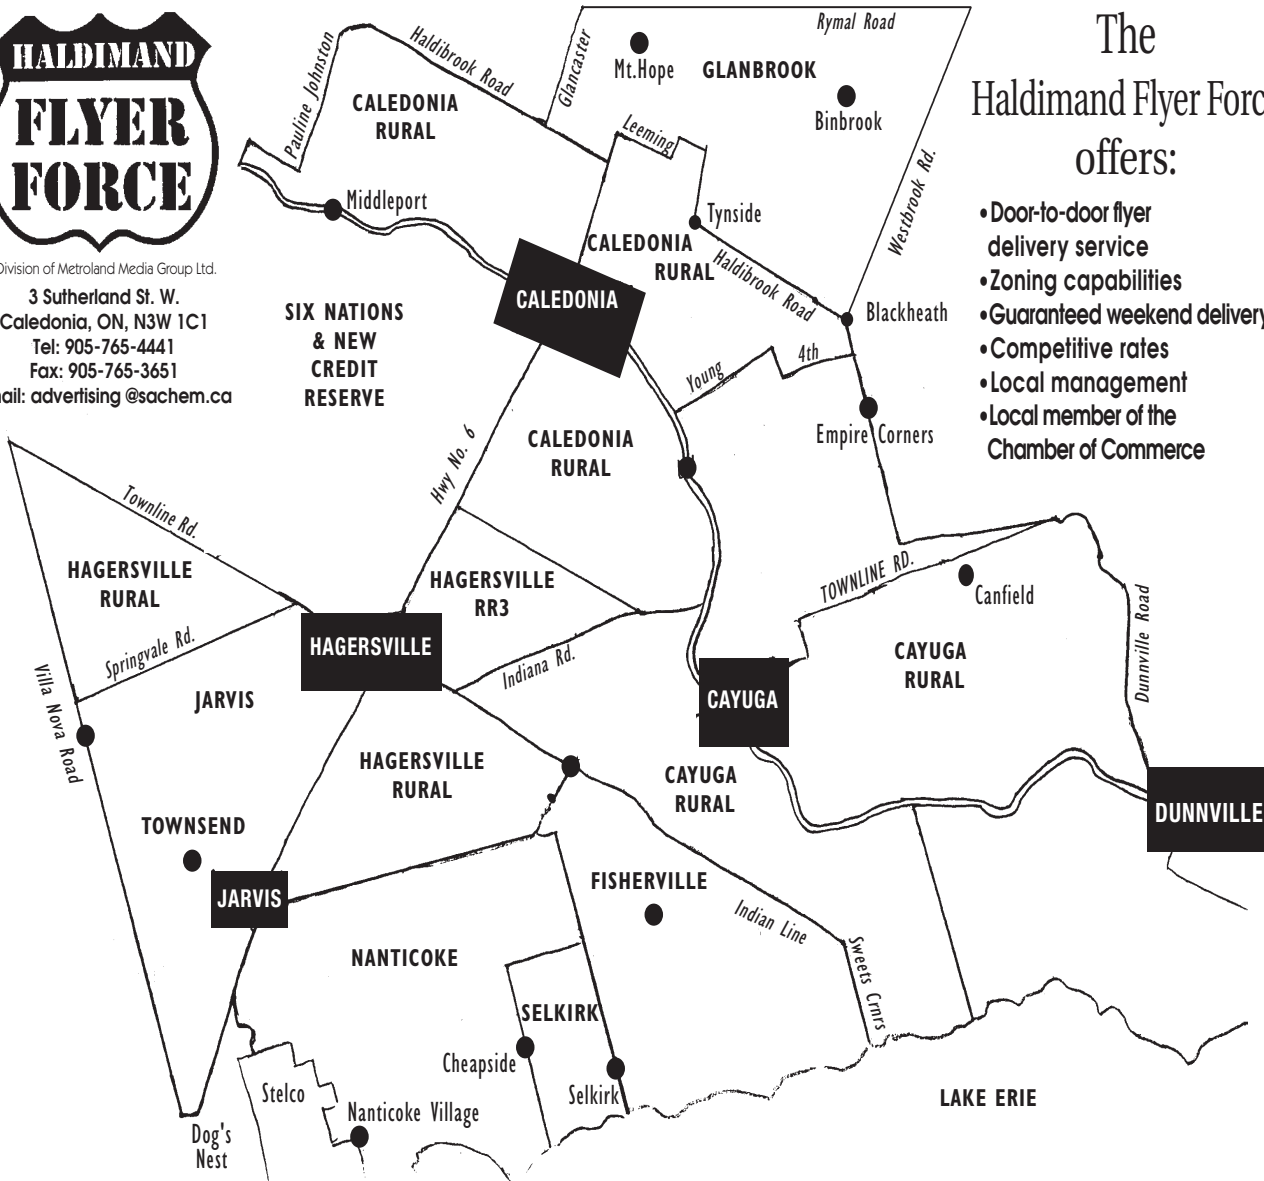 HALDIMAND
FLYER
FORCE
Division of Metroland Media Group Ltd.
3 Sutherland St. W.
Caledonia, ON, N3W 1C1
Tel: 905-765-4441
Fax: 905-765-3651
ail: advertising @sachem.ca
The
Haldimand Flyer Forc
offers:
•Door-to-door flyer
delivery service
•Zoning capabilities
•Guaranteed weekend delivery
•Competitive rates
•Local management
•Local member of the
Chamber of Commerce
Rymal Road
Glancaster
Mt.Hope
GLANBROOK
Binbrook
Pauline Johnston
Haldibrook Road
CALEDONIA
RURAL
Leeming
Westbrook Rd.
Middleport
Tynside
CALEDONIA
RURAL
Haldibrook Road
CALEDONIA
Blackheath
SIX NATIONS
& NEW
CREDIT
RESERVE
Young
4th
Empire Corners
CALEDONIA
RURAL
Hwy No. 6
Townline Rd.
HAGERSVILLE
RURAL
HAGERSVILLE
RR3
TOWNLINE RD.
Canfield
Dunnville Road
Springvale Rd.
HAGERSVILLE
Indiana Rd.
CAYUGA
RURAL
Villa Nova Road
JARVIS
CAYUGA
HAGERSVILLE
RURAL
CAYUGA
RURAL
DUNNVILLE
TOWNSEND
JARVIS
FISHERVILLE
Indian Line
NANTICOKE
Sweets Crnrs
SELKIRK
Cheapside
Selkirk
Stelco
Nanticoke Village
LAKE ERIE
Dog's
Nest